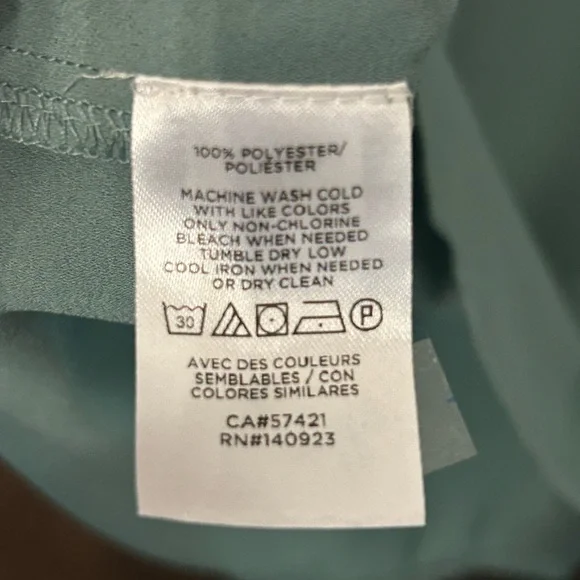 100% POLYESTER/
POLIÉSTER
MACHINE WASH COLD
WITH LIKE COLORS
ONLY NON-CHLORINE
BLEACH WHEN NEEDED
TUMBLE DRY LOW
COOL IRON WHEN NEEDED
OR DRY CLEAN
30 P
AVEC DES COULEURS
SEMBLABLES / CON
COLORES SIMILARES
CA#57421
RN#140923